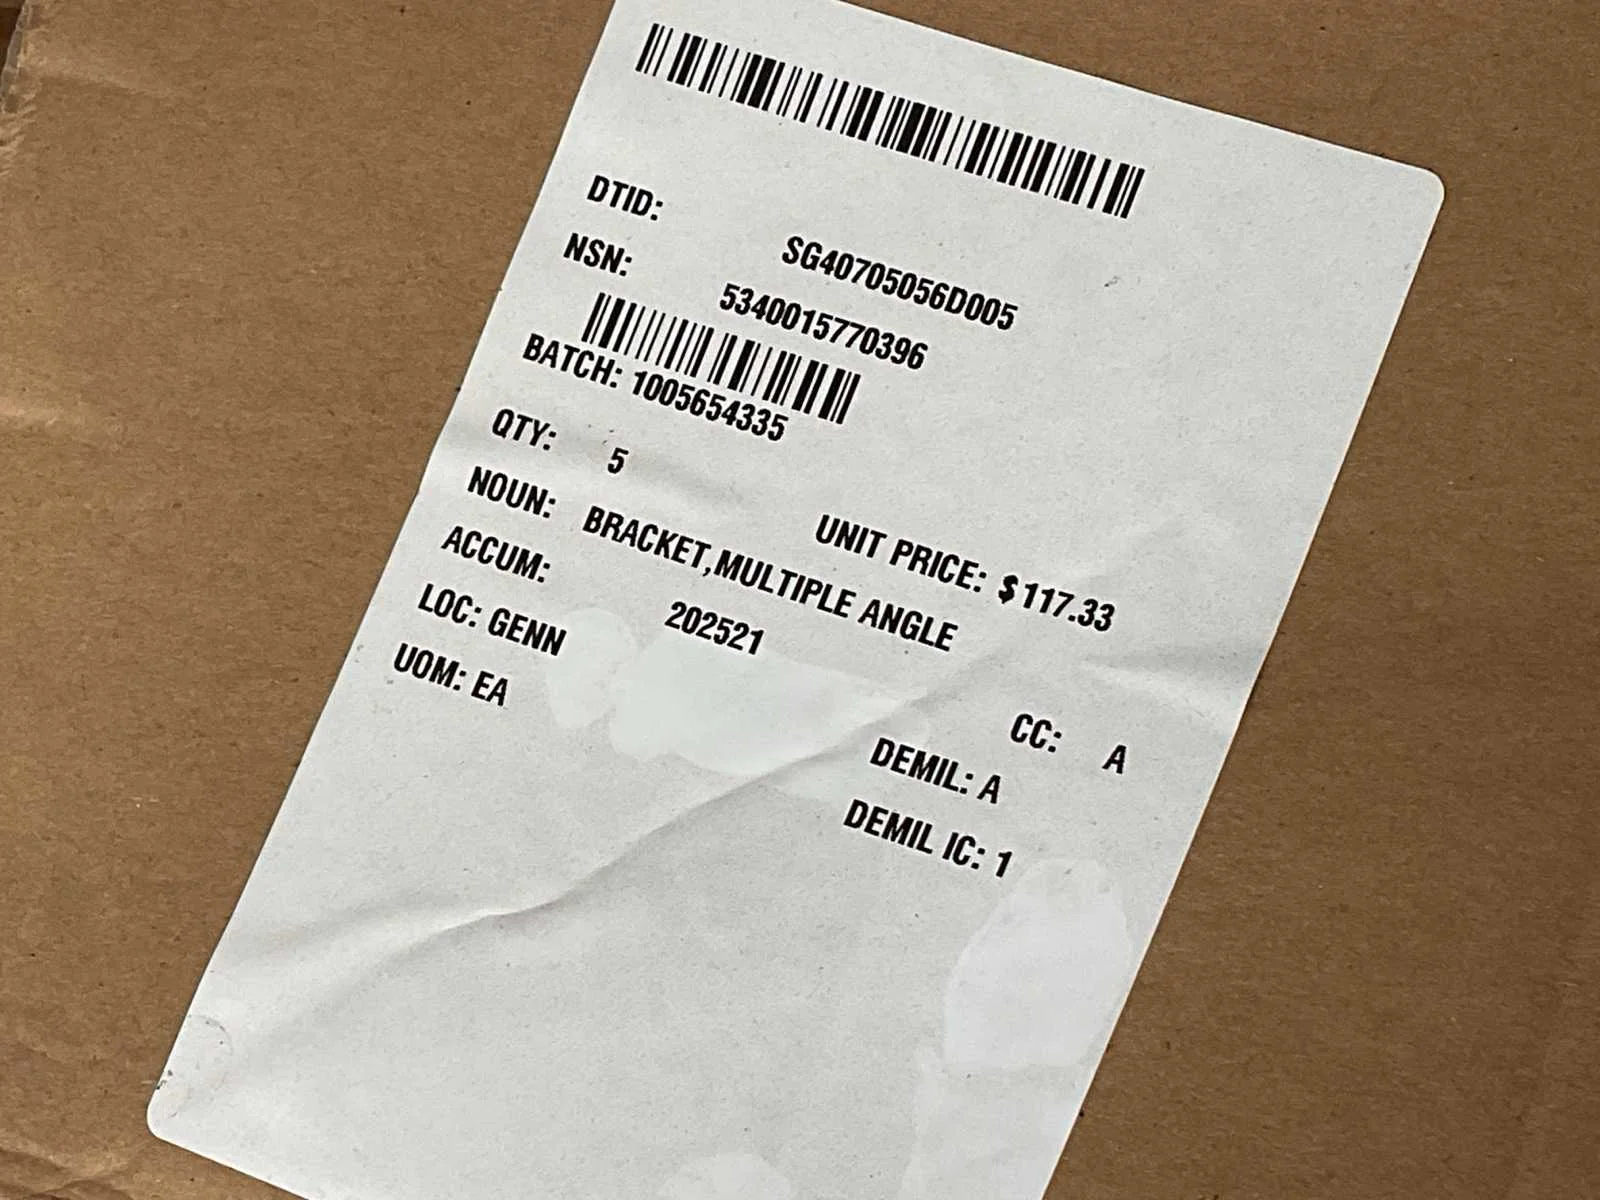 DTID: SG40705056D005
NSN: 5340015770396
BATCH: 1005654335
QTY: 5 UNIT PRICE: $117.33
NOUN: BRACKET,MULTIPLE ANGLE
ACCUM: 202521
LOC: GENN CC: A
UOM: EA DEMIL: A
DEMIL IC: 1